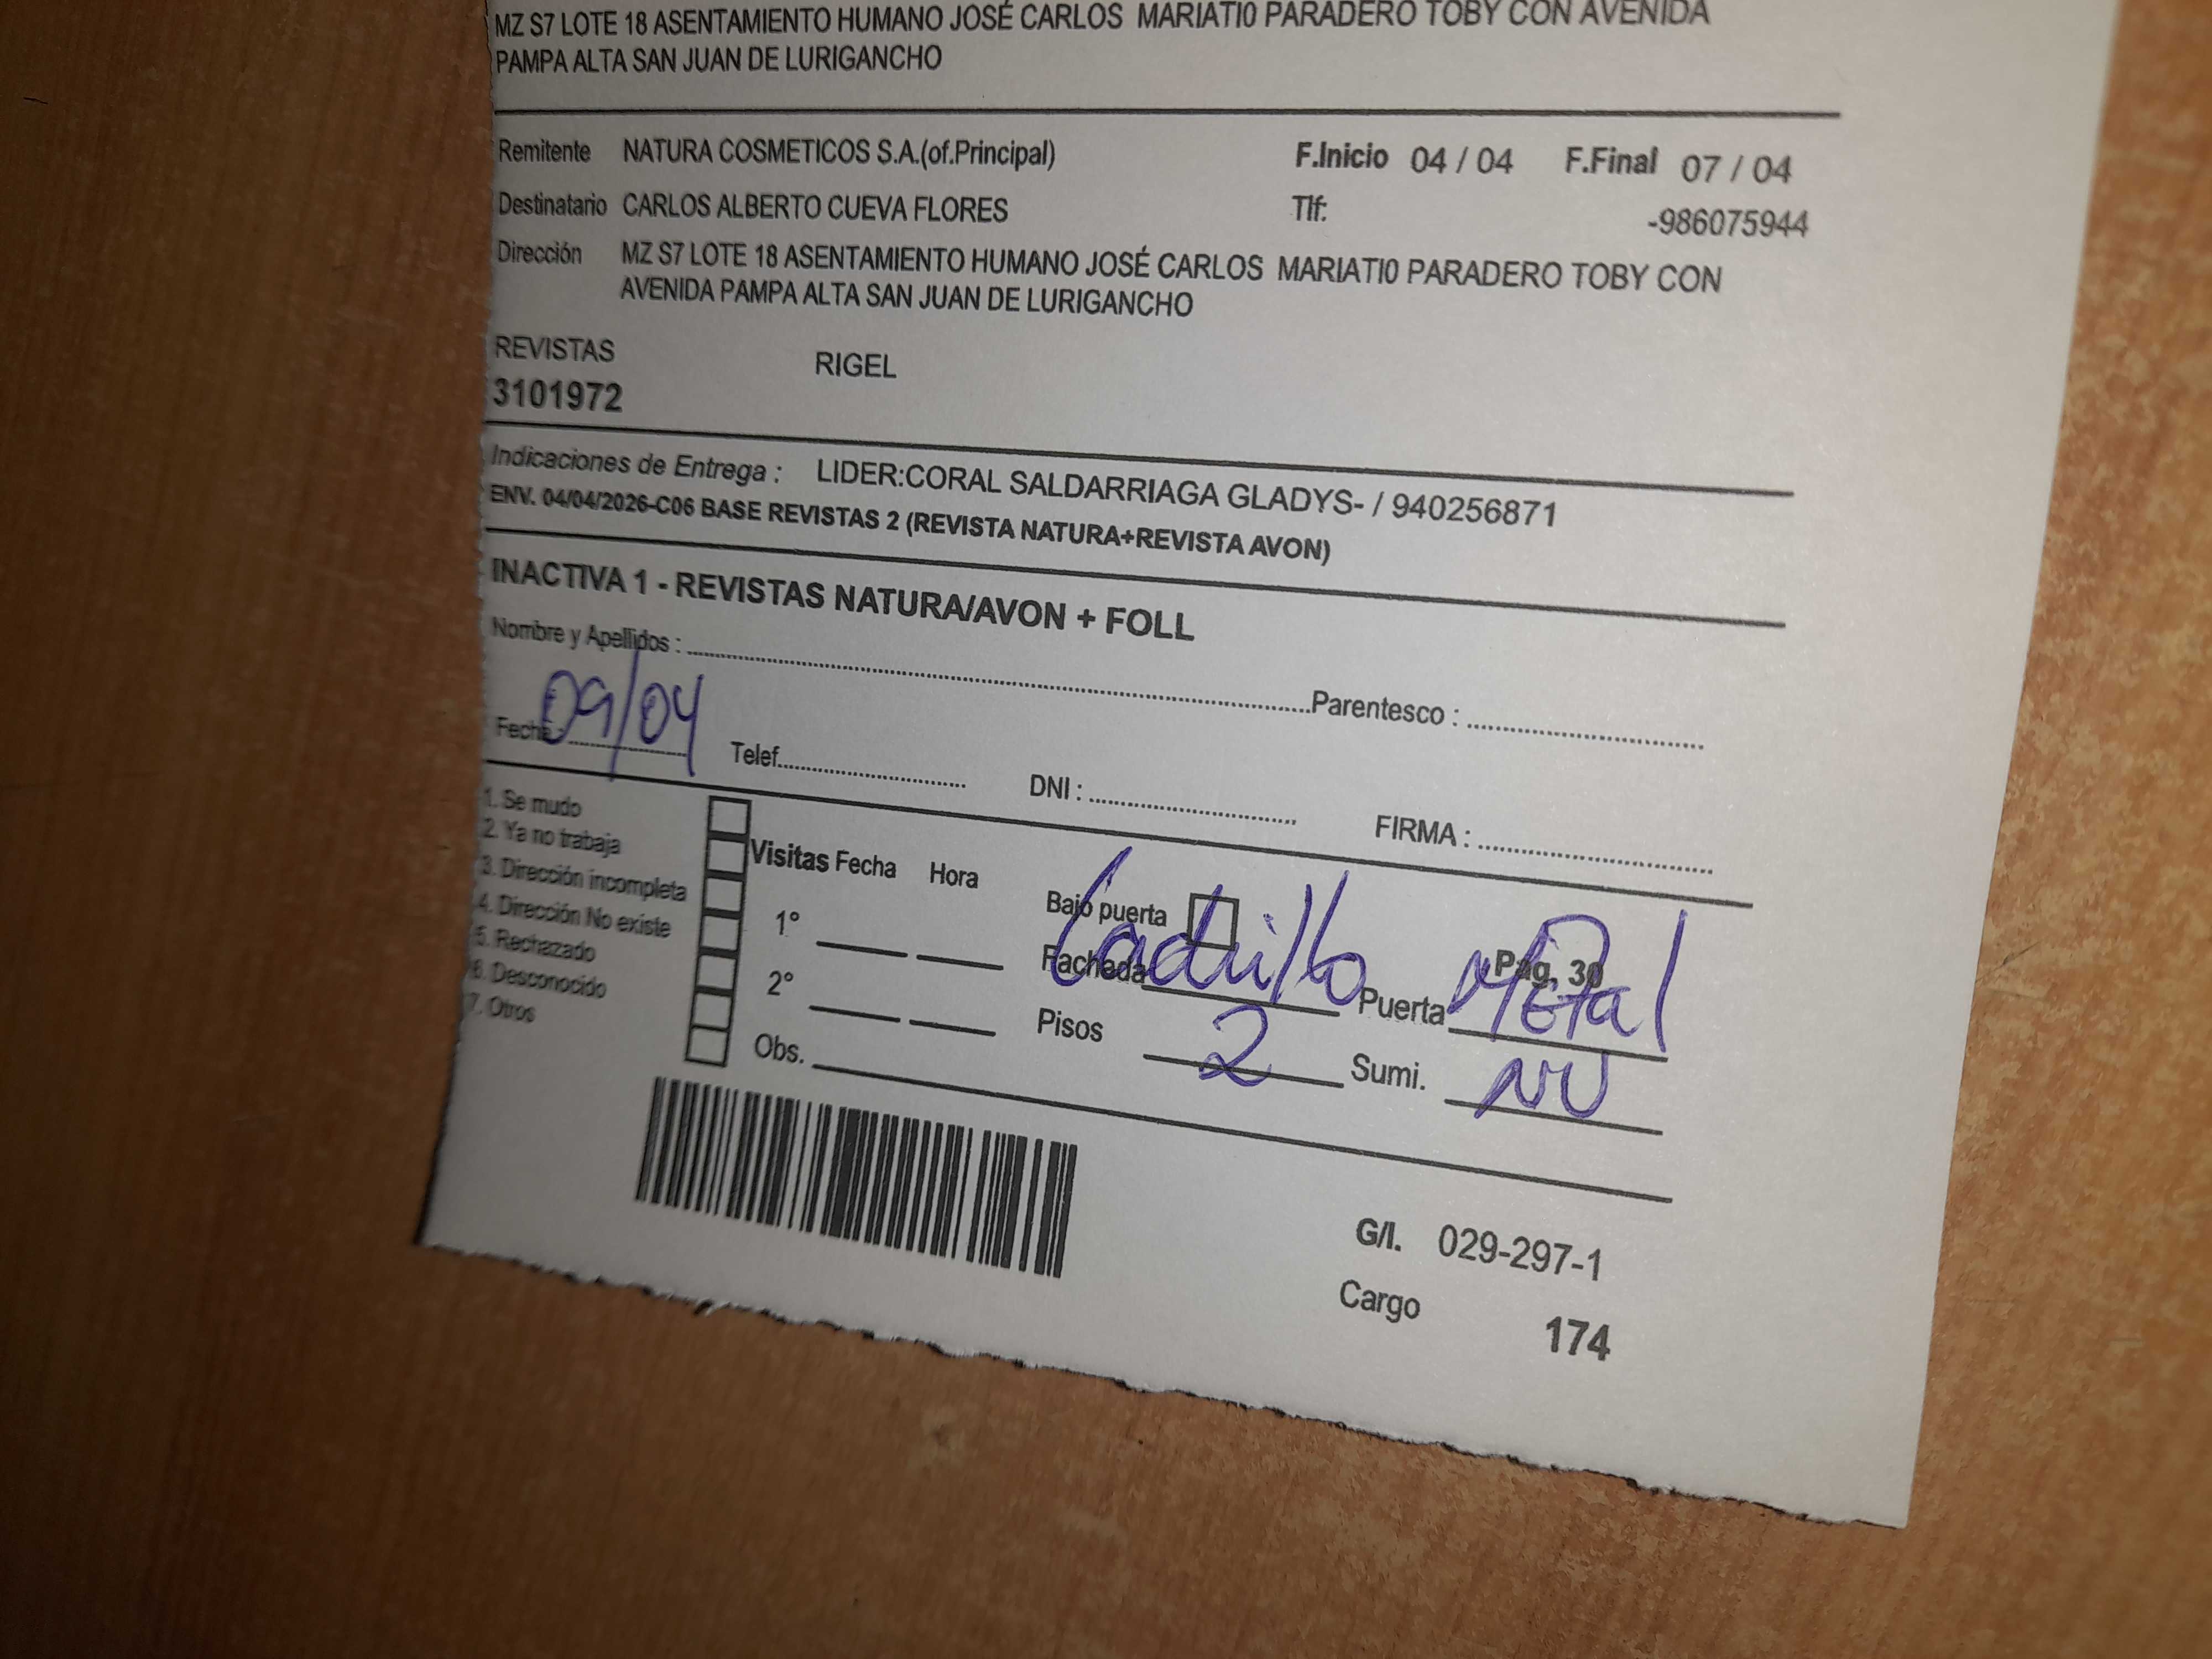 MZ S7 LOTE 18 ASENTAMIENTO HUMANO JOSÉ CARLOS MARIATI0 PARADERO TOBY CON AVENIDA
PAMPA ALTA SAN JUAN DE LURIGANCHO
Remitente NATURA COSMETICOS S.A.(of.Principal) F.Inicio 04 / 04 F.Final 07 / 04
Destinatario CARLOS ALBERTO CUEVA FLORES Tlf: -986075944
Dirección MZ S7 LOTE 18 ASENTAMIENTO HUMANO JOSÉ CARLOS MARIATI0 PARADERO TOBY CON
AVENIDA PAMPA ALTA SAN JUAN DE LURIGANCHO
REVISTAS RIGEL
3101972
Indicaciones de Entrega : LIDER:CORAL SALDARRIAGA GLADYS- / 940256871
ENV. 04/04/2026-C06 BASE REVISTAS 2 (REVISTA NATURA+REVISTA AVON)
INACTIVA 1 - REVISTAS NATURA/AVON + FOLL
Nombre y Apellidos : Parentesco :
Fecha: 09/04 Telef. DNI : FIRMA :
1. Se mudo
2. Ya no trabaja
3. Dirección incompleta
4. Dirección No existe
5. Rechazado
6. Desconocido
7. Otros
Visitas Fecha Hora
1°
2°
Obs.
Bajo puerta Pag. 30
Fachada Ladrillo Puerta Metal
Pisos 2 Sumi. NU
G/I. 029-297-1
Cargo 174